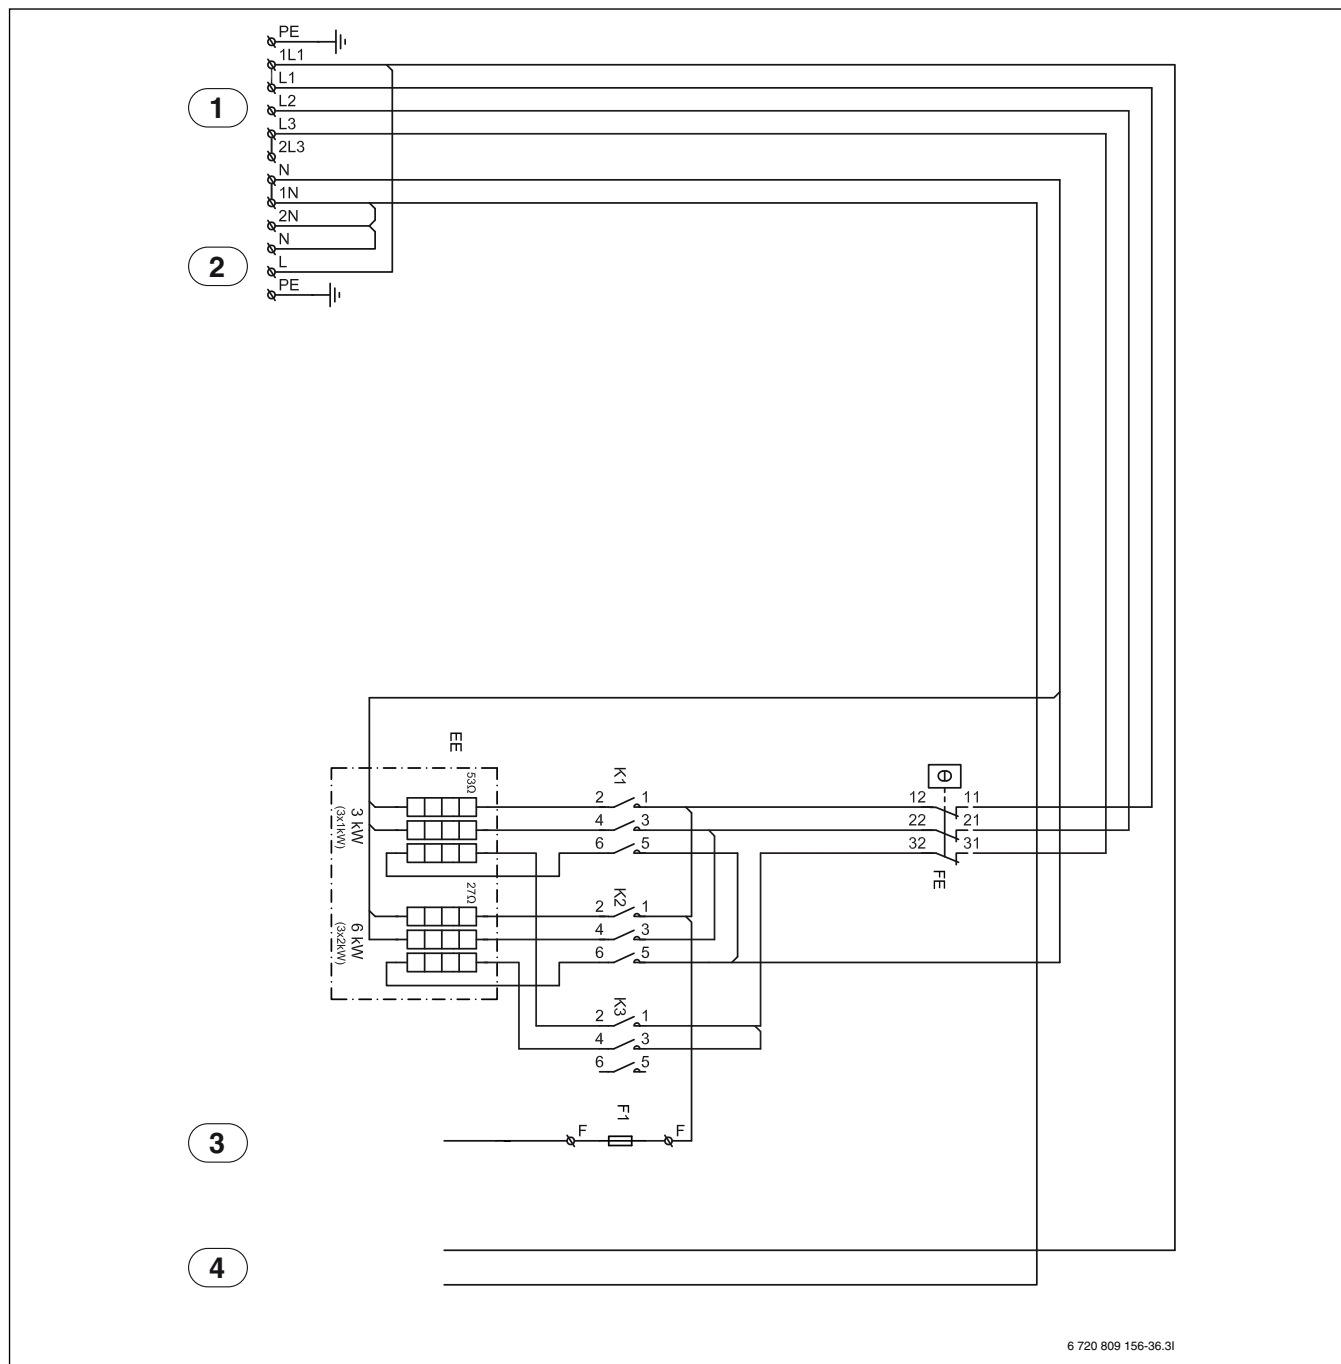 PE
1L1
L1
1
L2
L3
2L3
N
1N
2N
N
2
L
PE
EE
53Ω
3 kW
(3x1kW)
27Ω
6 kW
(3x2kW)
K1
2 1
4 3
6 5
K2
2 1
4 3
6 5
K3
2 1
4 3
6 5
Θ
12 11
22 21
32 31
FE
F1
3
F F
4
6 720 809 156-36.3I